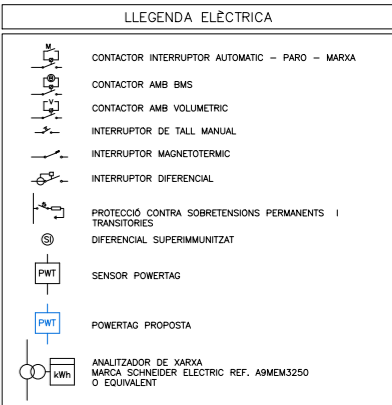 LLEGENDA ELÈCTRICA
M
CONTACTOR INTERRUPTOR AUTOMATIC – PARO – MARXA
R
CONTACTOR AMB BMS
V
CONTACTOR AMB VOLUMETRIC
INTERRUPTOR DE TALL MANUAL
INTERRUPTOR MAGNETOTERMIC
INTERRUPTOR DIFERENCIAL
PROTECCIÓ CONTRA SOBRETENSIONS PERMANENTS I
TRANSITORIES
SI DIFERENCIAL SUPERIMMUNITZAT
PWT SENSOR POWERTAG
PWT POWERTAG PROPOSTA
ANALITZADOR DE XARXA
kWh MARCA SCHNEIDER ELECTRIC REF. A9MEM3250
O EQUIVALENT